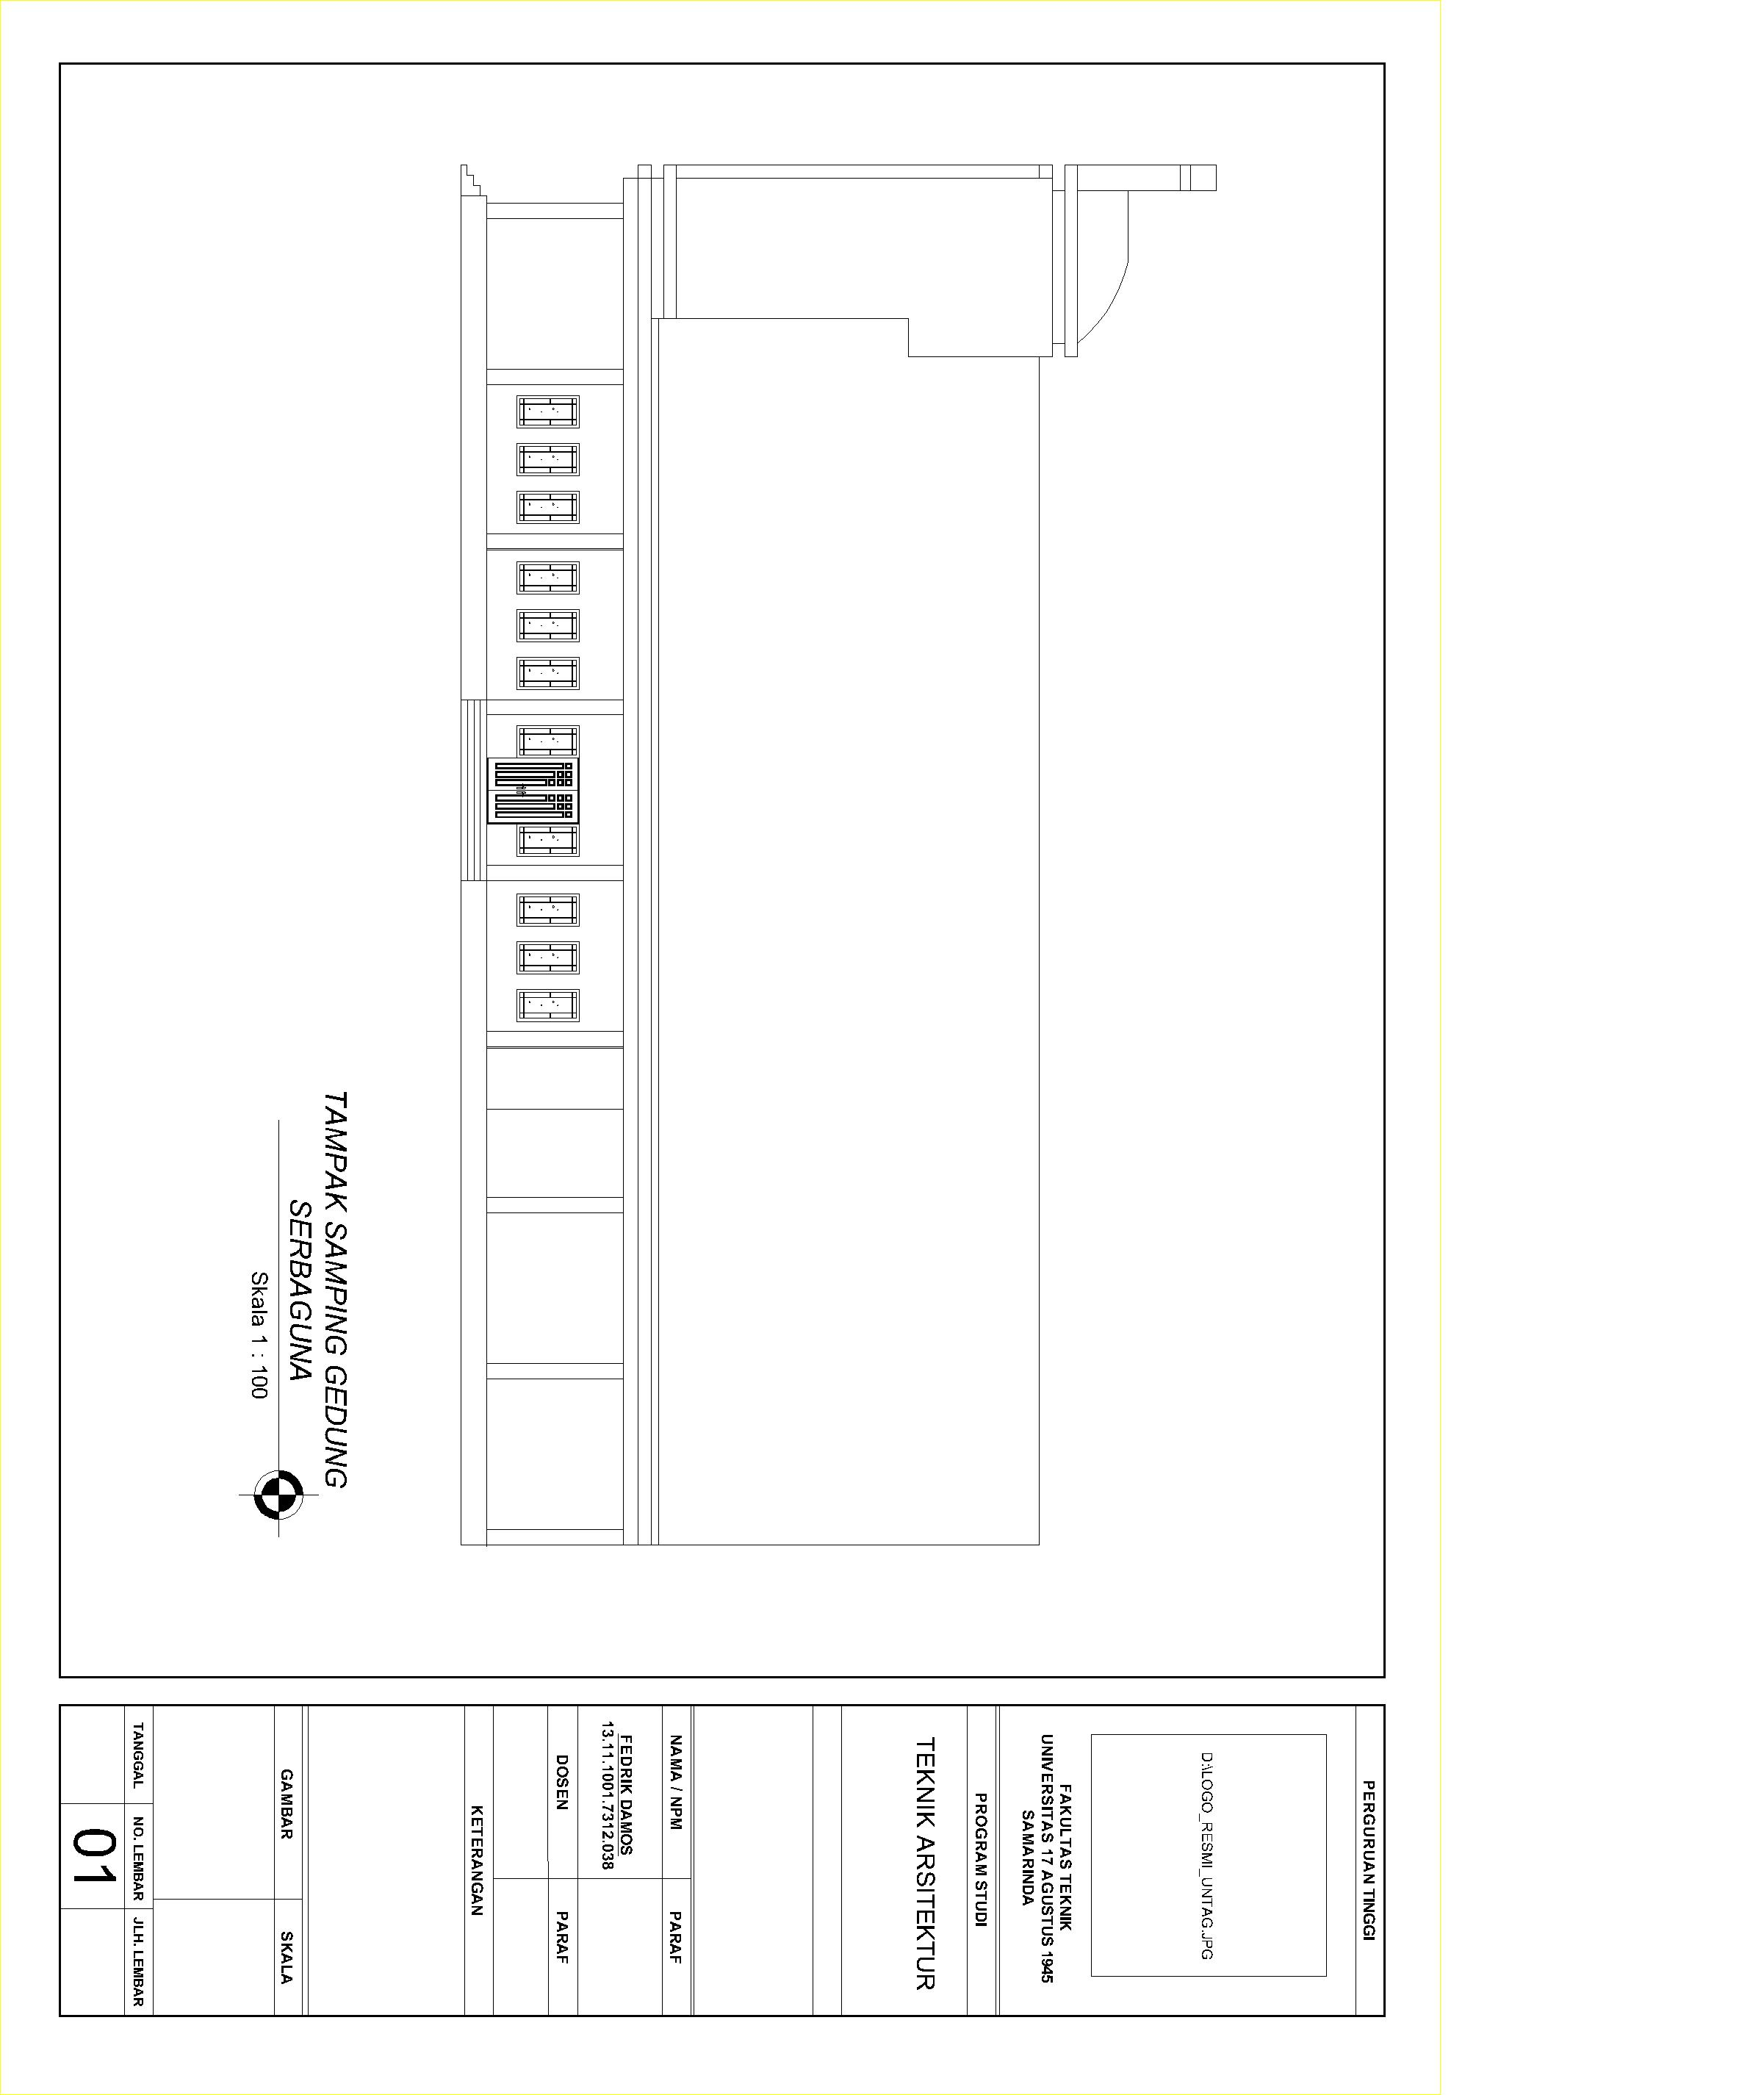 TAMPAK SAMPING GEDUNG
SERBAGUNA
Skala 1 : 100
PERGURUAN TINGGI
D:\LOGO_RESMI_UNTAG.JPG
FAKULTAS TEKNIK
UNIVERSITAS 17 AGUSTUS 1945
SAMARINDA
PROGRAM STUDI
TEKNIK ARSITEKTUR
NAMA / NPM PARAF
FEDRIK DAMOS
13.11.1001.7312.038
DOSEN PARAF
KETERANGAN
GAMBAR SKALA
TANGGAL NO. LEMBAR JLH. LEMBAR
01